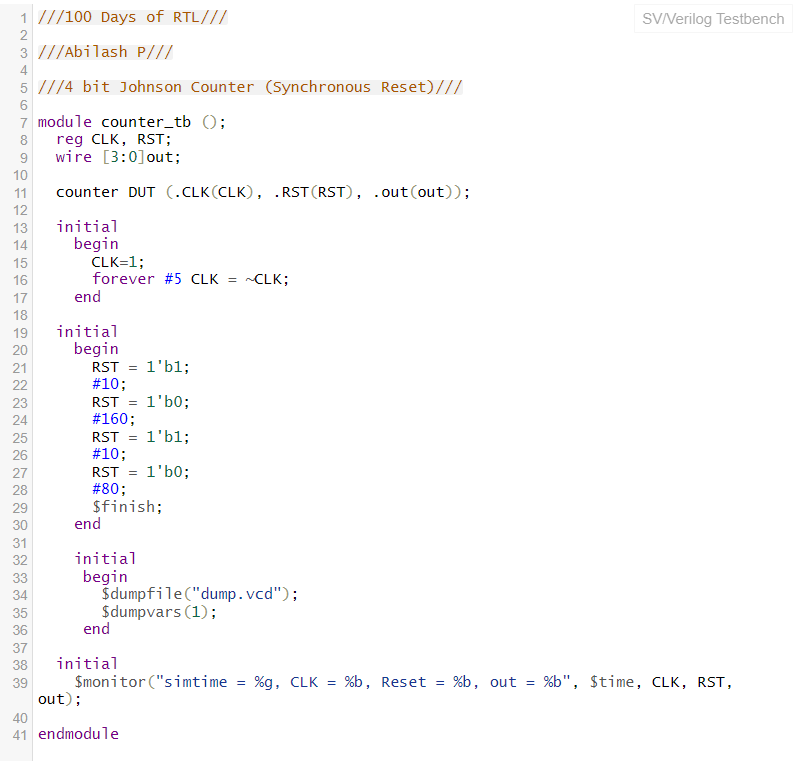 SV/Verilog Testbench
1 ///100 Days of RTL///
2
3 ///Abilash P///
4
5 ///4 bit Johnson Counter (Synchronous Reset)///
6
7 module counter_tb ();
8   reg CLK, RST;
9   wire [3:0]out;
10
11   counter DUT (.CLK(CLK), .RST(RST), .out(out));
12
13   initial
14     begin
15       CLK=1;
16       forever #5 CLK = ~CLK;
17     end
18
19   initial
20     begin
21       RST = 1'b1;
22       #10;
23       RST = 1'b0;
24       #160;
25       RST = 1'b1;
26       #10;
27       RST = 1'b0;
28       #80;
29       $finish;
30     end
31
32     initial
33      begin
34        $dumpfile("dump.vcd");
35        $dumpvars(1);
36      end
37
38   initial
39     $monitor("simtime = %g, CLK = %b, Reset = %b, out = %b", $time, CLK, RST,
out);
40
41 endmodule